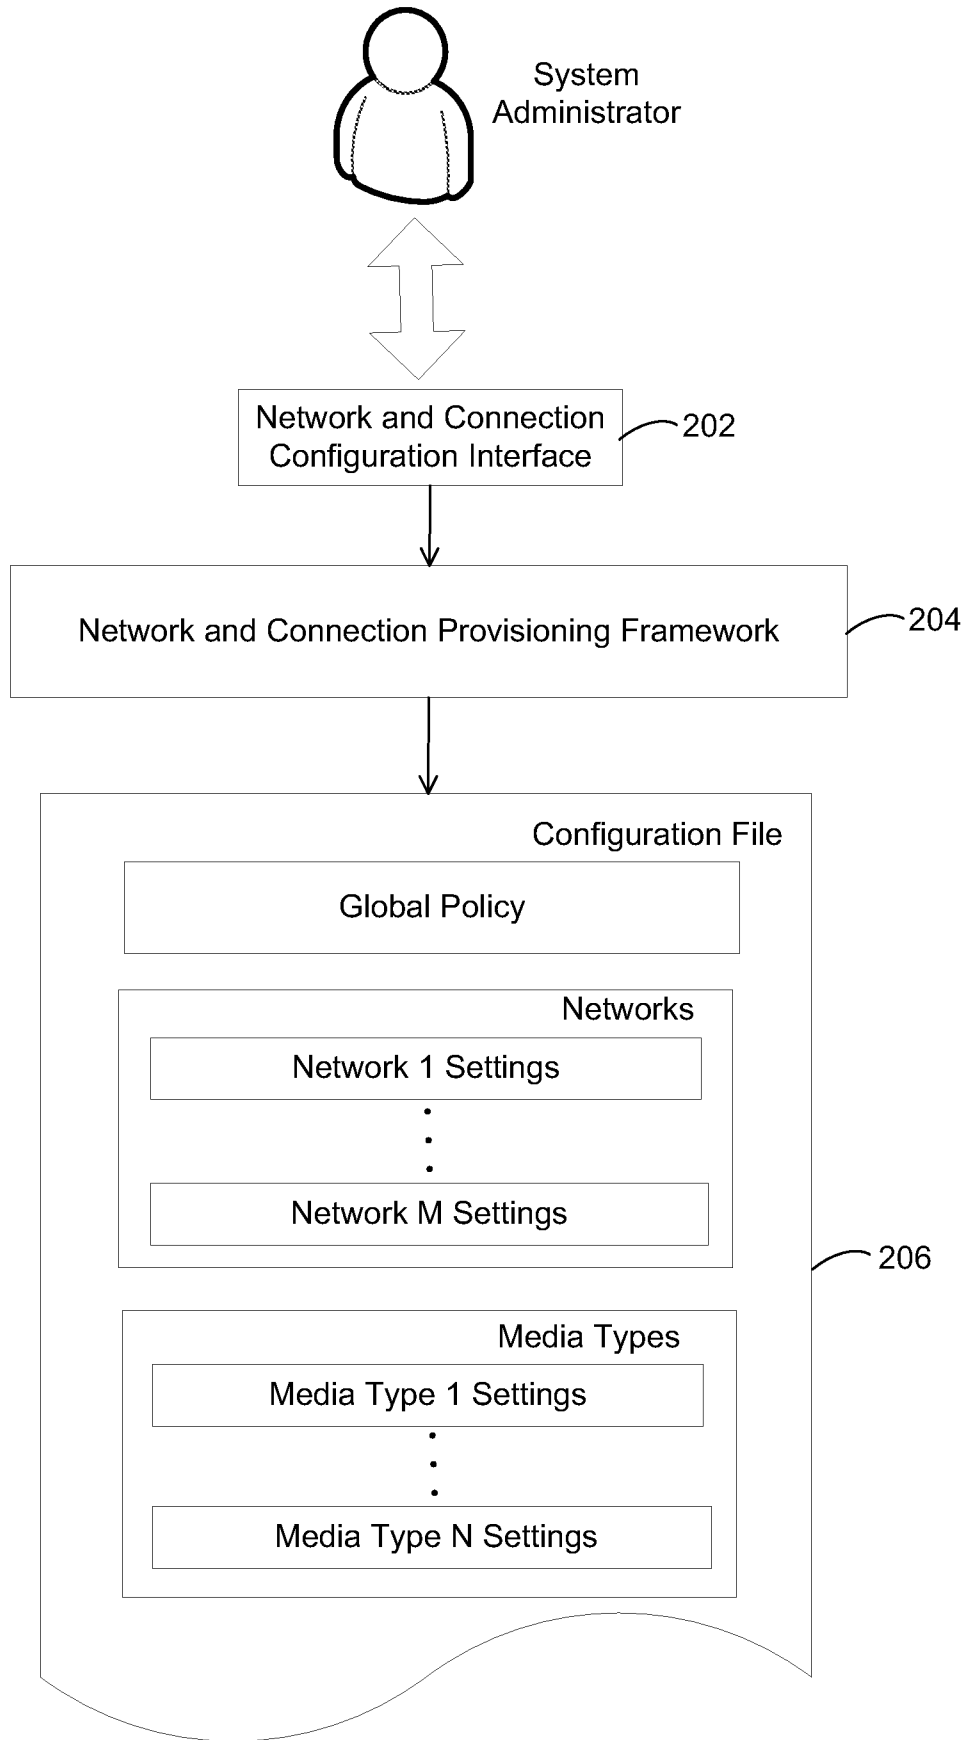 System
Administrator
Network and Connection
Configuration Interface
202
Network and Connection Provisioning Framework
204
Configuration File
Global Policy
Networks
Network 1 Settings
Network M Settings
206
Media Types
Media Type 1 Settings
Media Type N Settings